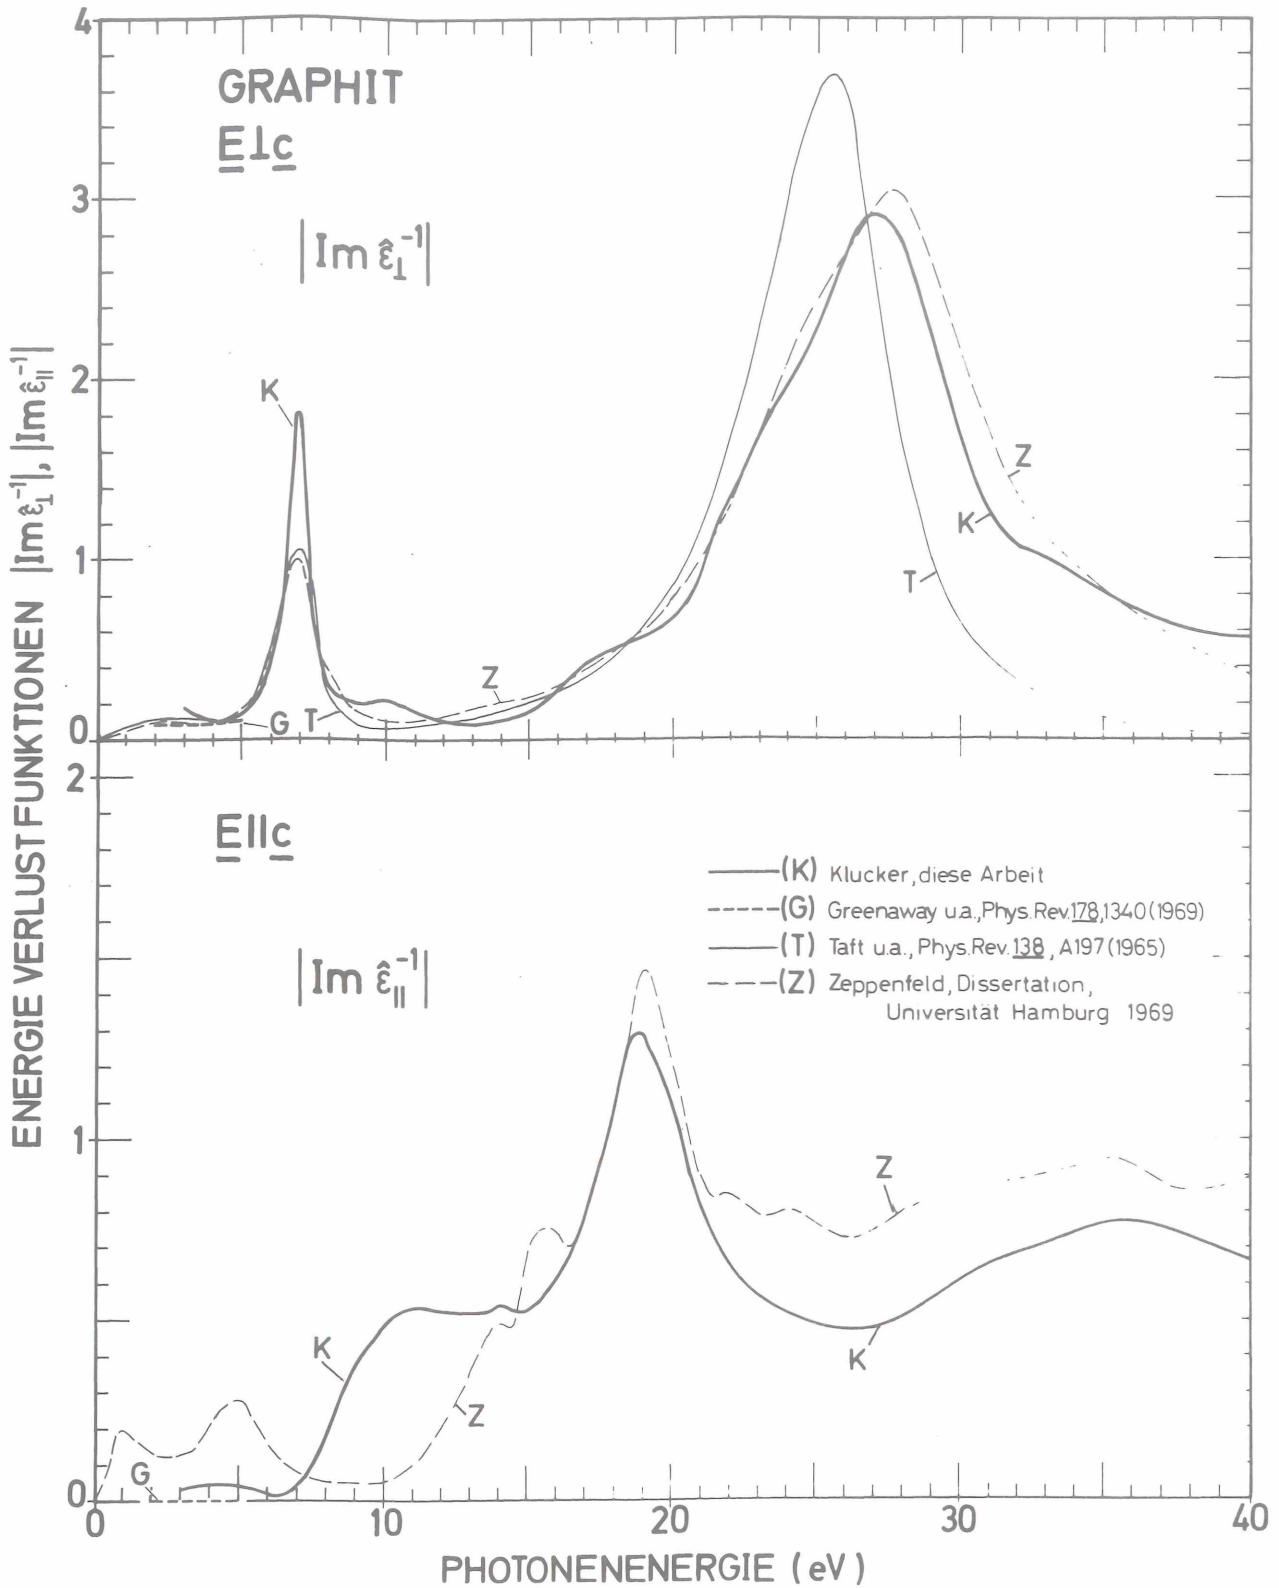 4
GRAPHIT
E⊥c
3
|Im ε̂⊥⁻¹|
2
K
Z
K
1
T
Z
G T
0
ENERGIE VERLUSTFUNKTIONEN |Im ε̂⊥⁻¹|, |Im ε̂||⁻¹|
2
E||c
(K) Klucker, diese Arbeit
(G) Greenaway u.a., Phys. Rev. 178, 1340 (1969)
(T) Taft u.a., Phys. Rev. 138, A197 (1965)
|Im ε̂||⁻¹|
(Z) Zeppenfeld, Dissertation,
Universität Hamburg 1969
1
Z
K
K
Z
G
0
0 10 20 30 40
PHOTONENENERGIE (eV)